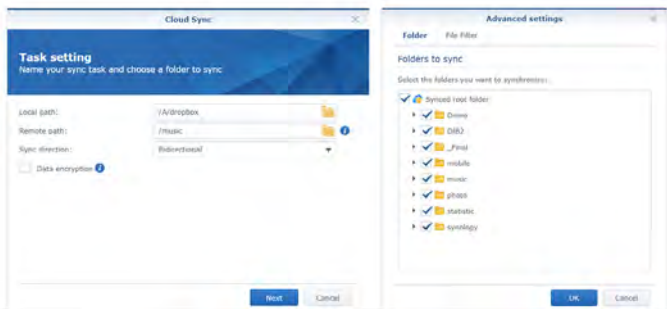 Cloud Sync
Task setting
Name your sync task and choose a folder to sync
Local path: /A/dropbox
Remote path: /music
Sync direction: Bidirectional
Data encryption
Next Cancel
Advanced settings
Folder File Filter
Folders to sync
Select the folders you want to synchronize:
Synced root folder
_Final
mobile
music
photo
statistic
synology
OK Cancel